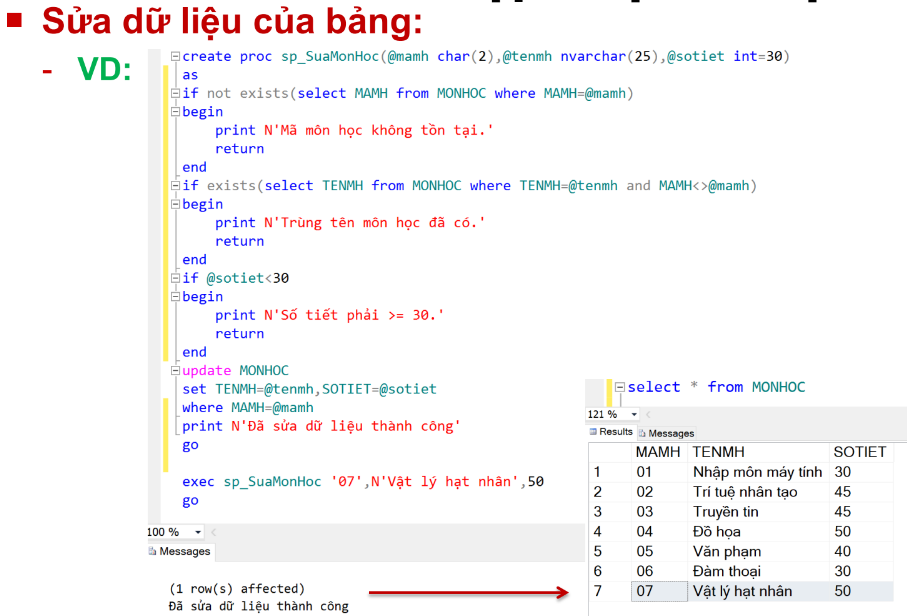 Sửa dữ liệu của bảng:
- VD:
create proc sp_SuaMonHoc(@mamh char(2),@tenmh nvarchar(25),@sotiet int=30)
as
if not exists(select MAMH from MONHOC where MAMH=@mamh)
begin
print N'Mã môn học không tồn tại.'
return
end
if exists(select TENMH from MONHOC where TENMH=@tenmh and MAMH<>@mamh)
begin
print N'Trùng tên môn học đã có.'
return
end
if @sotiet<30
begin
print N'Số tiết phải >= 30.'
return
end
update MONHOC
set TENMH=@tenmh,SOTIET=@sotiet
where MAMH=@mamh
print N'Đã sửa dữ liệu thành công'
go
exec sp_SuaMonHoc '07',N'Vật lý hạt nhân',50
go
100 %
Messages
(1 row(s) affected)
Đã sửa dữ liệu thành công
select * from MONHOC
121 %
Results Messages
MAMH TENMH SOTIET
1 01 Nhập môn máy tính 30
2 02 Trí tuệ nhân tạo 45
3 03 Truyền tin 45
4 04 Đồ họa 50
5 05 Văn phạm 40
6 06 Đàm thoại 30
7 07 Vật lý hạt nhân 50